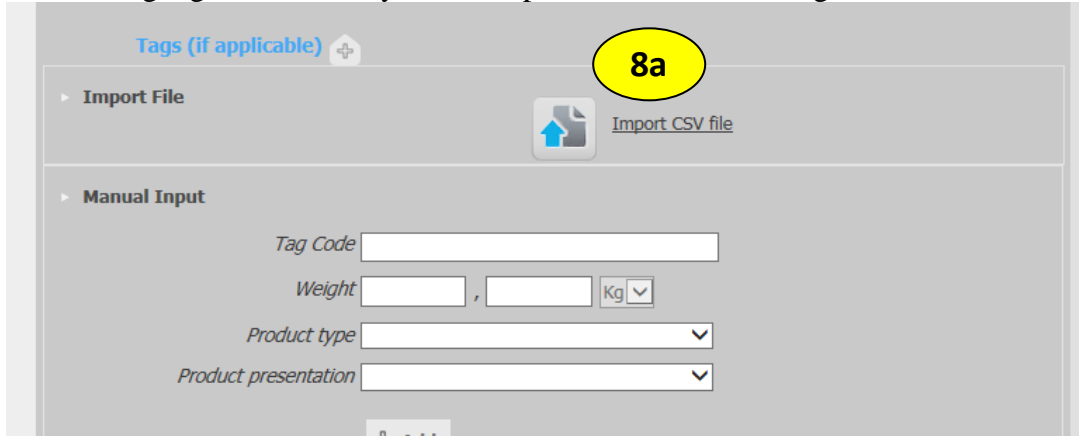 Tags (if applicable)
8a
Import File
Import CSV file
Manual Input
Tag Code
Weight , Kg
Product type
Product presentation